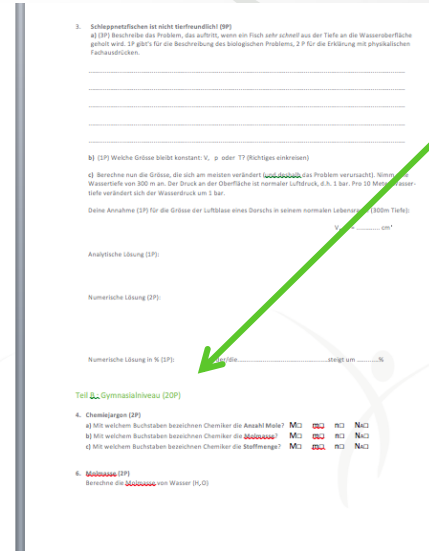 3. Schleppnetzfischen ist nicht tierfreundlich! (9P)
a) (3P) Beschreibe das Problem, das auftritt, wenn ein Fisch sehr schnell aus der Tiefe an die Wasseroberfläche
geholt wird. 1P gibt's für die Beschreibung des biologischen Problems, 2 P für die Erklärung mit physikalischen
Fachausdrücken.
b) (1P) Welche Grösse bleibt konstant: V, p oder T? (Richtiges einkreisen)
c) Berechne nun die Grösse, die sich am meisten verändert (und deshalb das Problem verursacht). Nimm
Wassertiefe von 300 m an. Der Druck an der Oberfläche ist normaler Luftdruck, d.h. 1 bar. Pro 10 Meter Wasser-
tiefe verändert sich der Wasserdruck um 1 bar.
Deine Annahme (1P) für die Grösse der Luftblase eines Dorschs in seinem normalen (300m Tiefe):
V = ............ cm³
Analytische Lösung (1P):
Numerische Lösung (2P):
Numerische Lösung in % (1P): /die..........................................steigt um ..........%
Teil B: Gymnasialniveau (20P)
4. Chemiejargon (2P)
a) Mit welchem Buchstaben bezeichnen Chemiker die Anzahl Mole? M☐ m☐ n☐ NA☐
b) Mit welchem Buchstaben bezeichnen Chemiker die Molmasse? M☐ m☐ n☐ NA☐
c) Mit welchem Buchstaben bezeichnen Chemiker die Stoffmenge? M☐ m☐ n☐ NA☐
6. Molmasse (2P)
Berechne die Molmasse von Wasser (H₂O)